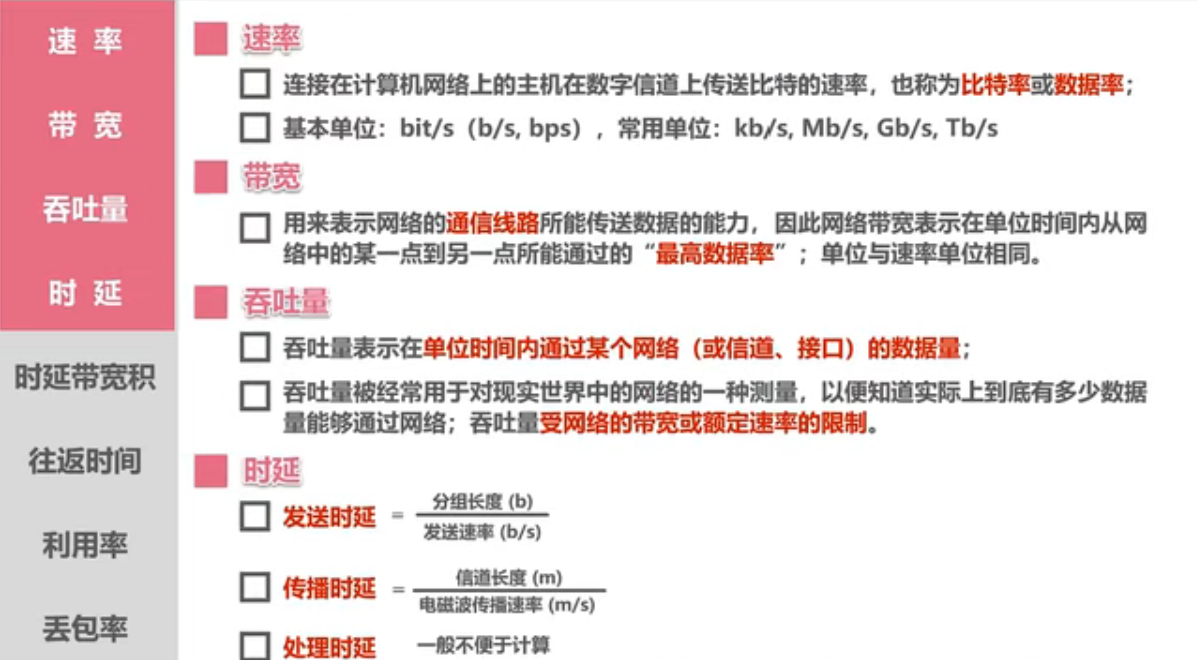 速 率
带 宽
吞吐量
时 延
时延带宽积
往返时间
利用率
丢包率
速率
连接在计算机网络上的主机在数字信道上传送比特的速率，也称为比特率或数据率；
基本单位：bit/s（b/s, bps），常用单位：kb/s, Mb/s, Gb/s, Tb/s
带宽
用来表示网络的通信线路所能传送数据的能力，因此网络带宽表示在单位时间内从网
络中的某一点到另一点所能通过的“最高数据率”；单位与速率单位相同。
吞吐量
吞吐量表示在单位时间内通过某个网络（或信道、接口）的数据量；
吞吐量被经常用于对现实世界中的网络的一种测量，以便知道实际上到底有多少数据
量能够通过网络；吞吐量受网络的带宽或额定速率的限制。
时延
发送时延 =
分组长度 (b)
发送速率 (b/s)
传播时延 =
信道长度 (m)
电磁波传播速率 (m/s)
处理时延 一般不便于计算